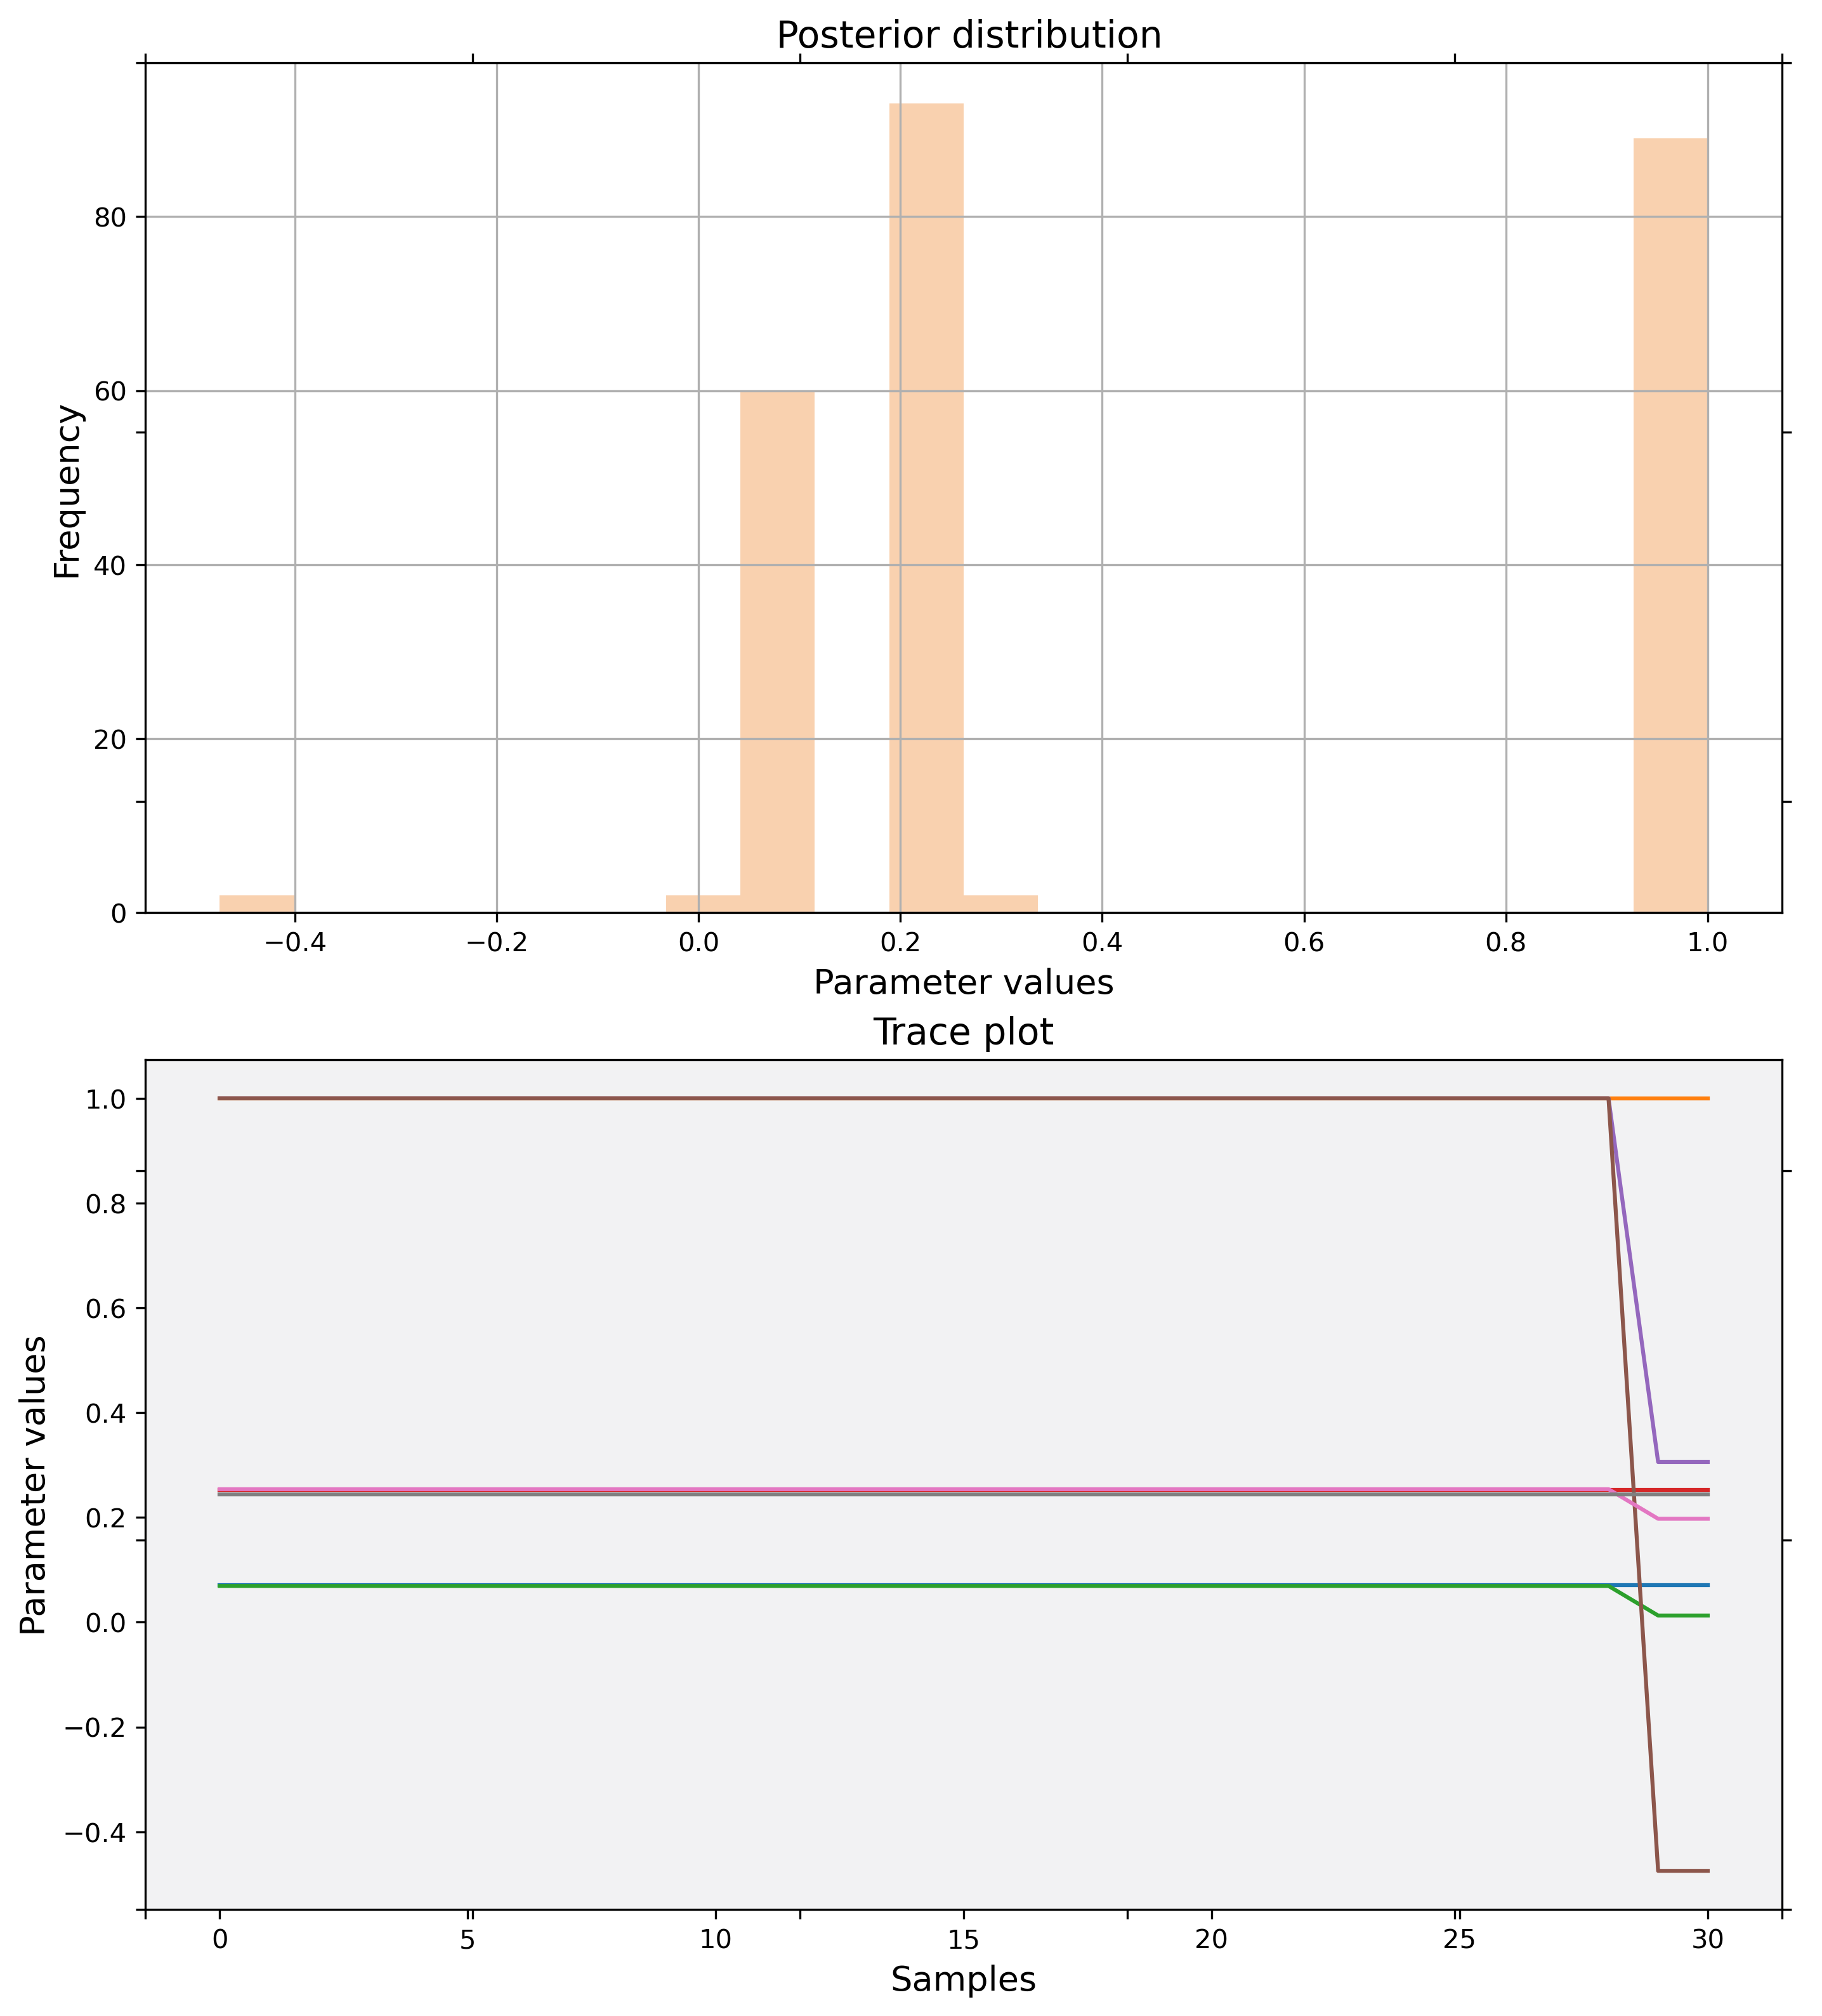 Posterior distribution
80
60
40
20
0
Frequency
−0.4 −0.2 0.0 0.2 0.4 0.6 0.8 1.0
Parameter values
Trace plot
1.0
0.8
0.6
0.4
0.2
0.0
−0.2
−0.4
Parameter values
0 5 10 15 20 25 30
Samples